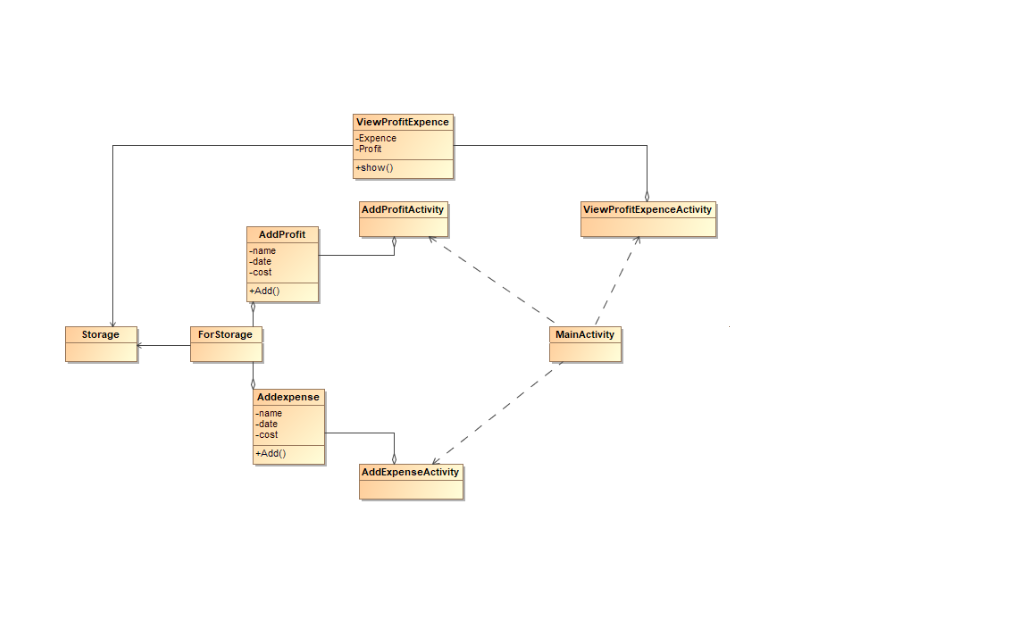 ViewProfitExpence
-Expence
-Profit
+show()
AddProfitActivity
ViewProfitExpenceActivity
AddProfit
-name
-date
-cost
+Add()
Storage
ForStorage
MainActivity
Addexpense
-name
-date
-cost
+Add()
AddExpenseActivity